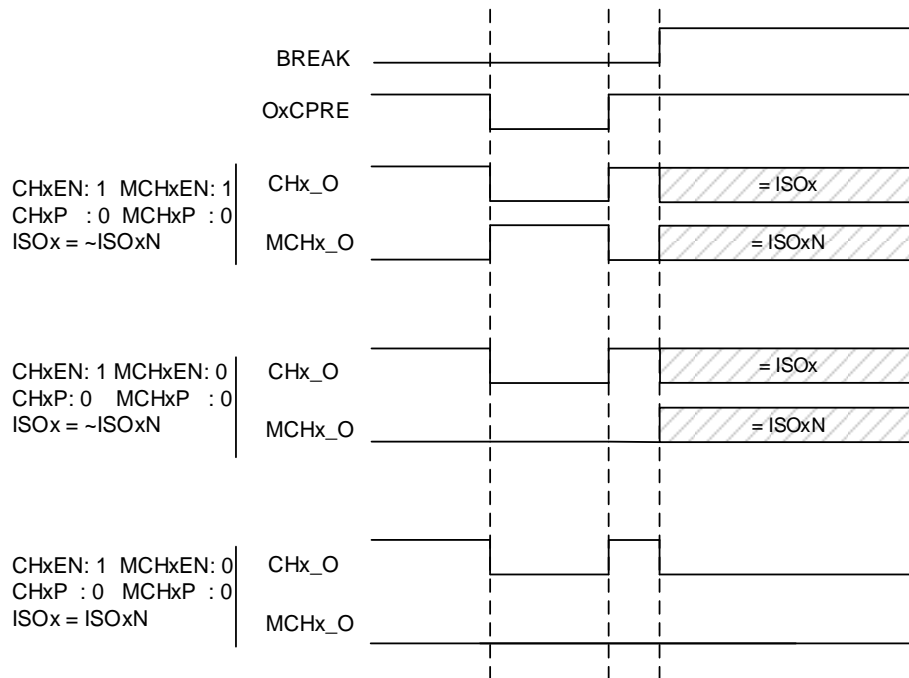 BREAK
OxCPRE
CHxEN: 1 MCHxEN: 1
CHxP : 0 MCHxP : 0
ISOx = ~ISOxN
CHx_O
= ISOx
MCHx_O
= ISOxN
CHxEN: 1 MCHxEN: 0
CHxP: 0 MCHxP : 0
ISOx = ~ISOxN
CHx_O
= ISOx
MCHx_O
= ISOxN
CHxEN: 1 MCHxEN: 0
CHxP : 0 MCHxP : 0
ISOx = ISOxN
CHx_O
MCHx_O